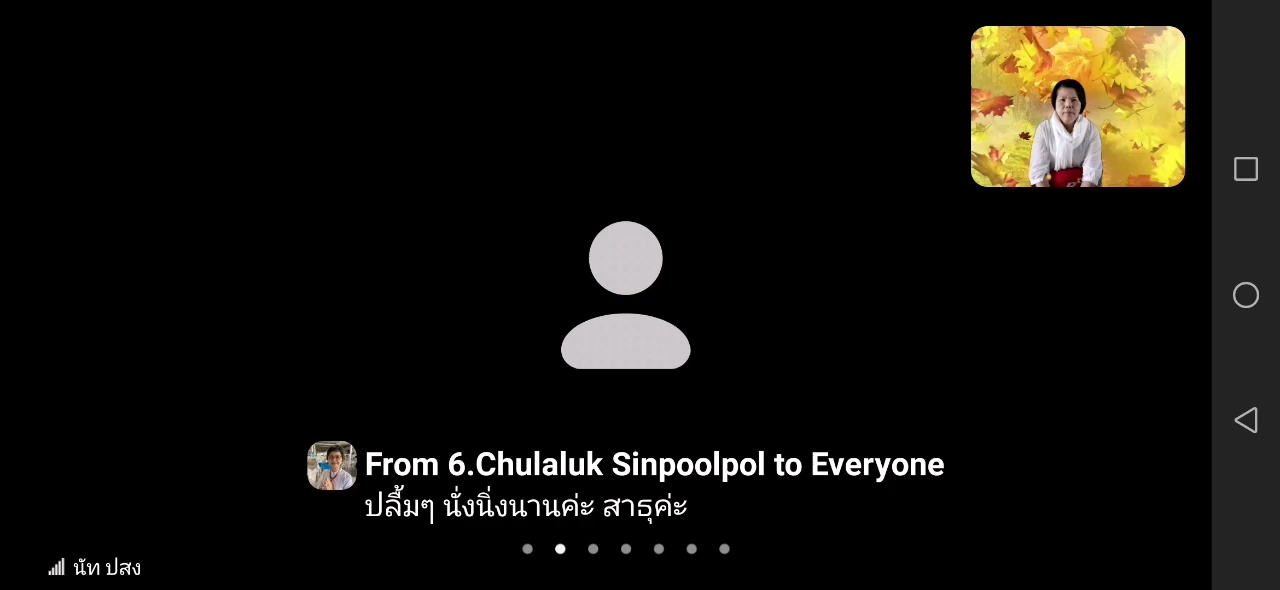 From 6.Chulaluk Sinpoolpol to Everyone
ปลื้มๆ นั่งนิ่งนานค่ะ สาธุค่ะ
นัท ปสง